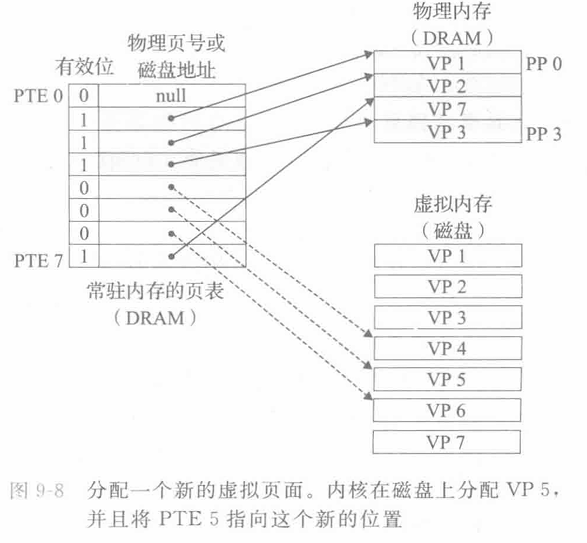 物理页号或
有效位 磁盘地址
PTE 0 0 null
1
1
1
0
0
0
PTE 7 1
常驻内存的页表
（DRAM）
物理内存
（DRAM）
VP 1 PP 0
VP 2
VP 7
VP 3 PP 3
虚拟内存
（磁盘）
VP 1
VP 2
VP 3
VP 4
VP 5
VP 6
VP 7
图 9-8 分配一个新的虚拟页面。内核在磁盘上分配 VP 5，
并且将 PTE 5 指向这个新的位置